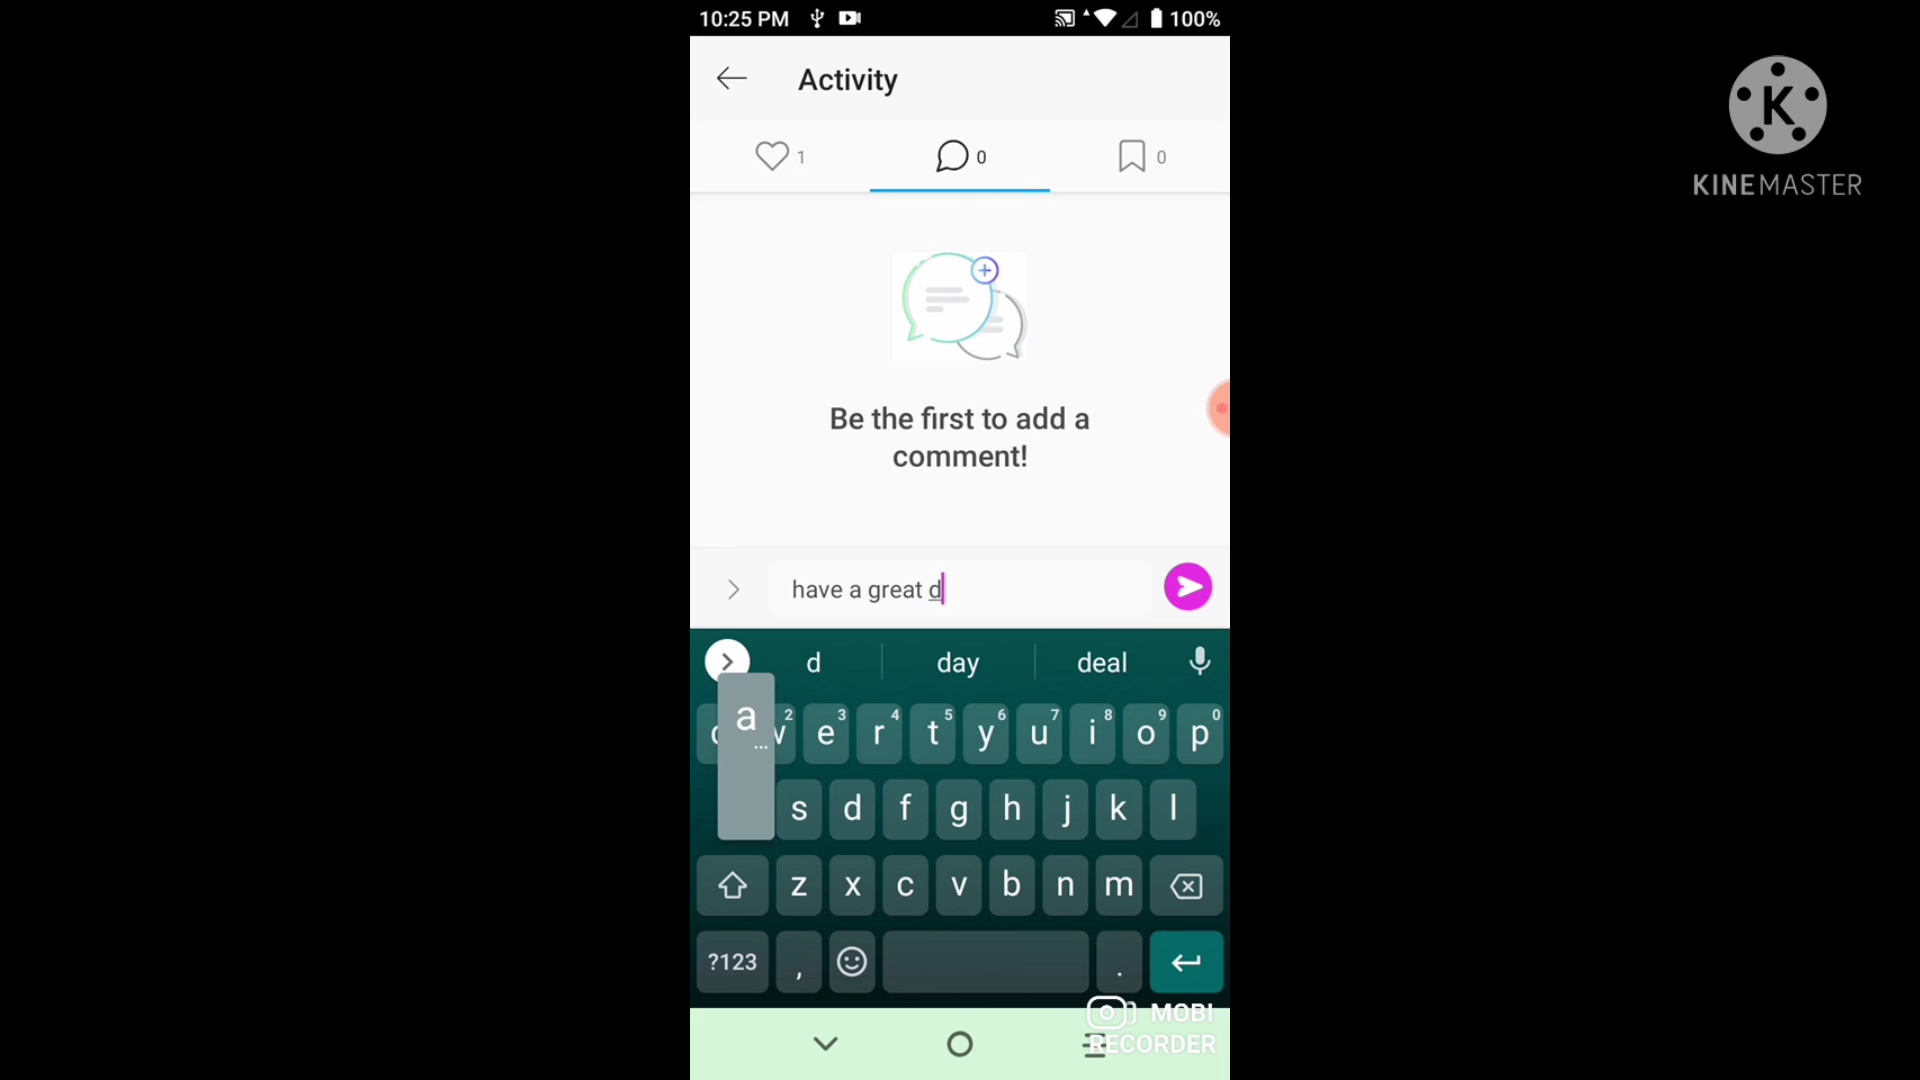 10:25 PM 100%
Activity
1 0 0
Be the first to add a
comment!
have a great d
d day deal
a
2 e 3 r 4 t 5 y 6 u 7 i 8 o 9 p 0
s d f g h j k l
z x c v b n m
?123 , .
MOBI
RECORDER
K
KINEMASTER